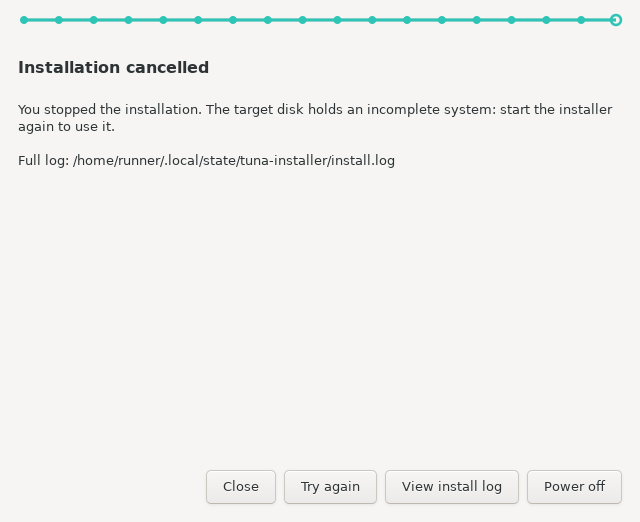 Installation cancelled
You stopped the installation. The target disk holds an incomplete system: start the installer
again to use it.
Full log: /home/runner/.local/state/tuna-installer/install.log
Close
Try again
View install log
Power off